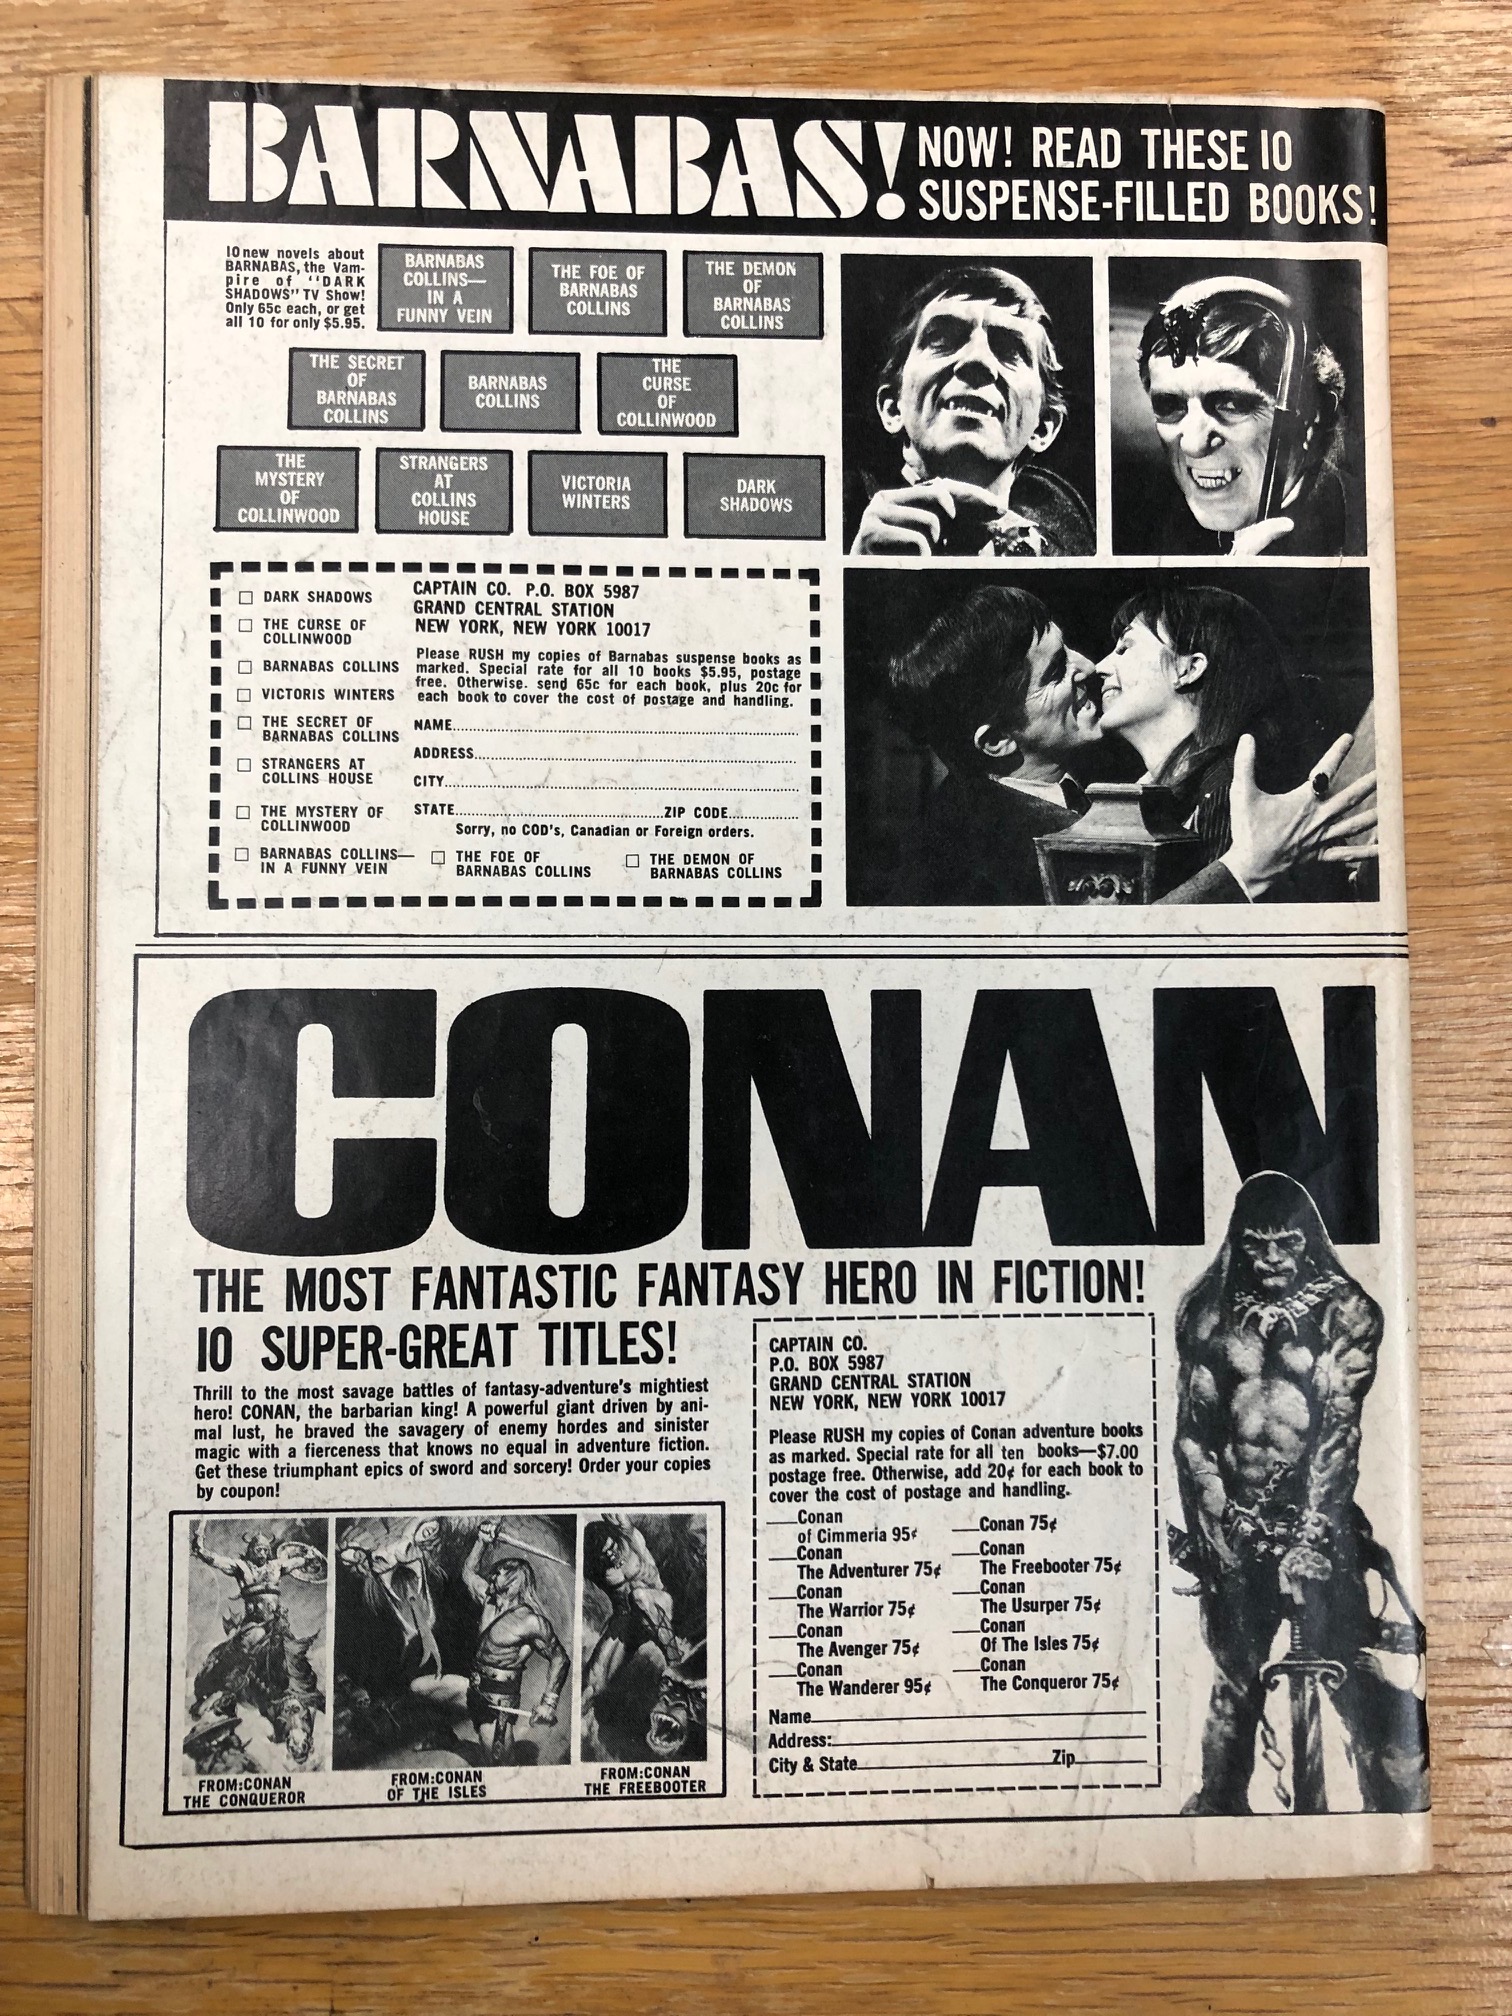 BARNABAS!
NOW! READ THESE 10
SUSPENSE-FILLED BOOKS!
10 new novels about
BARNABAS, the Vam-
pire of "DARK
SHADOWS" TV Show!
Only 65c each, or get
all 10 for only $5.95.
BARNABAS
COLLINS—
IN A
FUNNY VEIN
THE FOE OF
BARNABAS
COLLINS
THE DEMON
OF
BARNABAS
COLLINS
THE SECRET
OF
BARNABAS
COLLINS
BARNABAS
COLLINS
THE
CURSE
OF
COLLINWOOD
THE
MYSTERY
OF
COLLINWOOD
STRANGERS
AT
COLLINS
HOUSE
VICTORIA
WINTERS
DARK
SHADOWS
DARK SHADOWS
THE CURSE OF
COLLINWOOD
BARNABAS COLLINS
VICTORIS WINTERS
THE SECRET OF
BARNABAS COLLINS
STRANGERS AT
COLLINS HOUSE
THE MYSTERY OF
COLLINWOOD
BARNABAS COLLINS—
IN A FUNNY VEIN
CAPTAIN CO. P.O. BOX 5987
GRAND CENTRAL STATION
NEW YORK, NEW YORK 10017
Please RUSH my copies of Barnabas suspense books as
marked. Special rate for all 10 books $5.95, postage
free. Otherwise. send 65c for each book, plus 20c for
each book to cover the cost of postage and handling.
NAME
ADDRESS
CITY
STATE ZIP CODE
Sorry, no COD's, Canadian or Foreign orders.
THE FOE OF
BARNABAS COLLINS
THE DEMON OF
BARNABAS COLLINS
CONAN
THE MOST FANTASTIC FANTASY HERO IN FICTION!
10 SUPER-GREAT TITLES!
Thrill to the most savage battles of fantasy-adventure's mightiest
hero! CONAN, the barbarian king! A powerful giant driven by ani-
mal lust, he braved the savagery of enemy hordes and sinister
magic with a fierceness that knows no equal in adventure fiction.
Get these triumphant epics of sword and sorcery! Order your copies
by coupon!
FROM:CONAN
THE CONQUEROR
FROM:CONAN
OF THE ISLES
FROM:CONAN
THE FREEBOOTER
CAPTAIN CO.
P.O. BOX 5987
GRAND CENTRAL STATION
NEW YORK, NEW YORK 10017
Please RUSH my copies of Conan adventure books
as marked. Special rate for all ten books—$7.00
postage free. Otherwise, add 20¢ for each book to
cover the cost of postage and handling.
Conan
of Cimmeria 95¢
Conan
The Adventurer 75¢
Conan
The Warrior 75¢
Conan
The Avenger 75¢
Conan
The Wanderer 95¢
Conan 75¢
Conan
The Freebooter 75¢
Conan
The Usurper 75¢
Conan
Of The Isles 75¢
Conan
The Conqueror 75¢
Name
Address:
City & State Zip